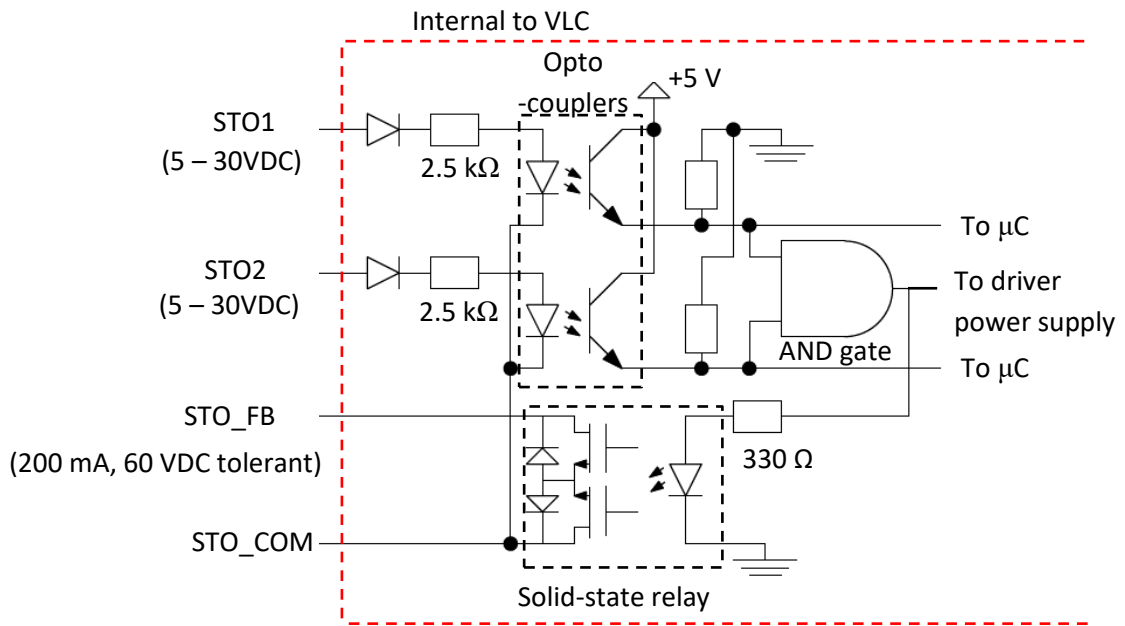 Internal to VLC
Opto
-couplers
+5 V
STO1
(5 – 30VDC)
2.5 kΩ
To μC
STO2
(5 – 30VDC)
2.5 kΩ
To driver
power supply
AND gate
To μC
STO_FB
(200 mA, 60 VDC tolerant)
330 Ω
STO_COM
Solid-state relay